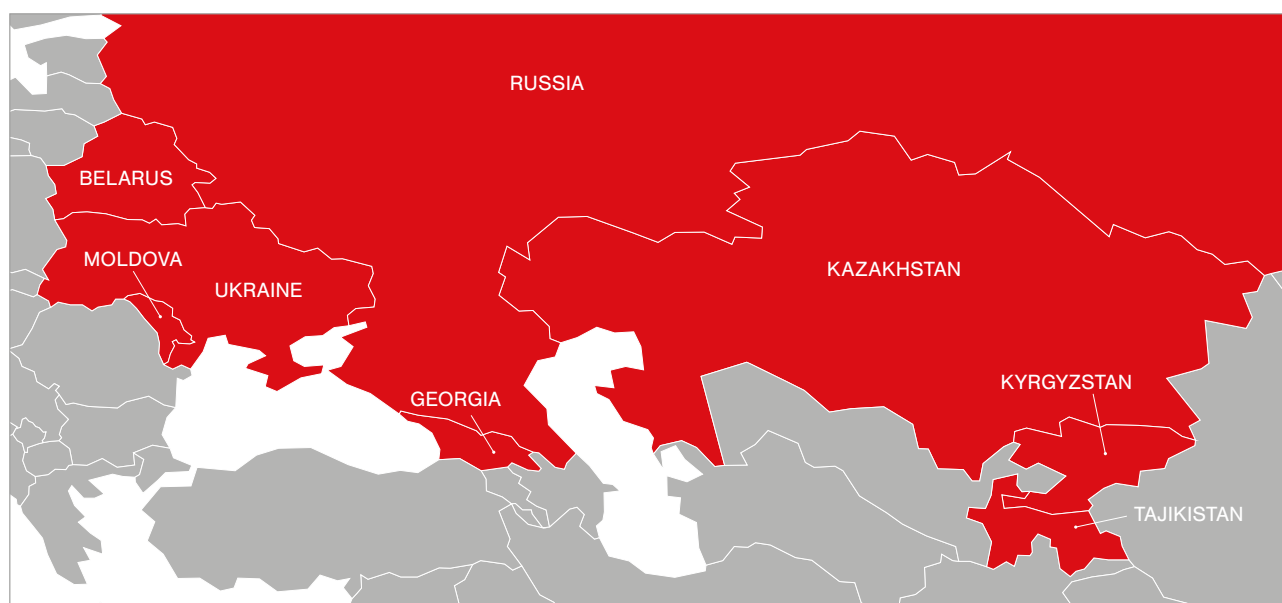 RUSSIA
BELARUS
MOLDOVA
UKRAINE
KAZAKHSTAN
GEORGIA
KYRGYZSTAN
TAJIKISTAN